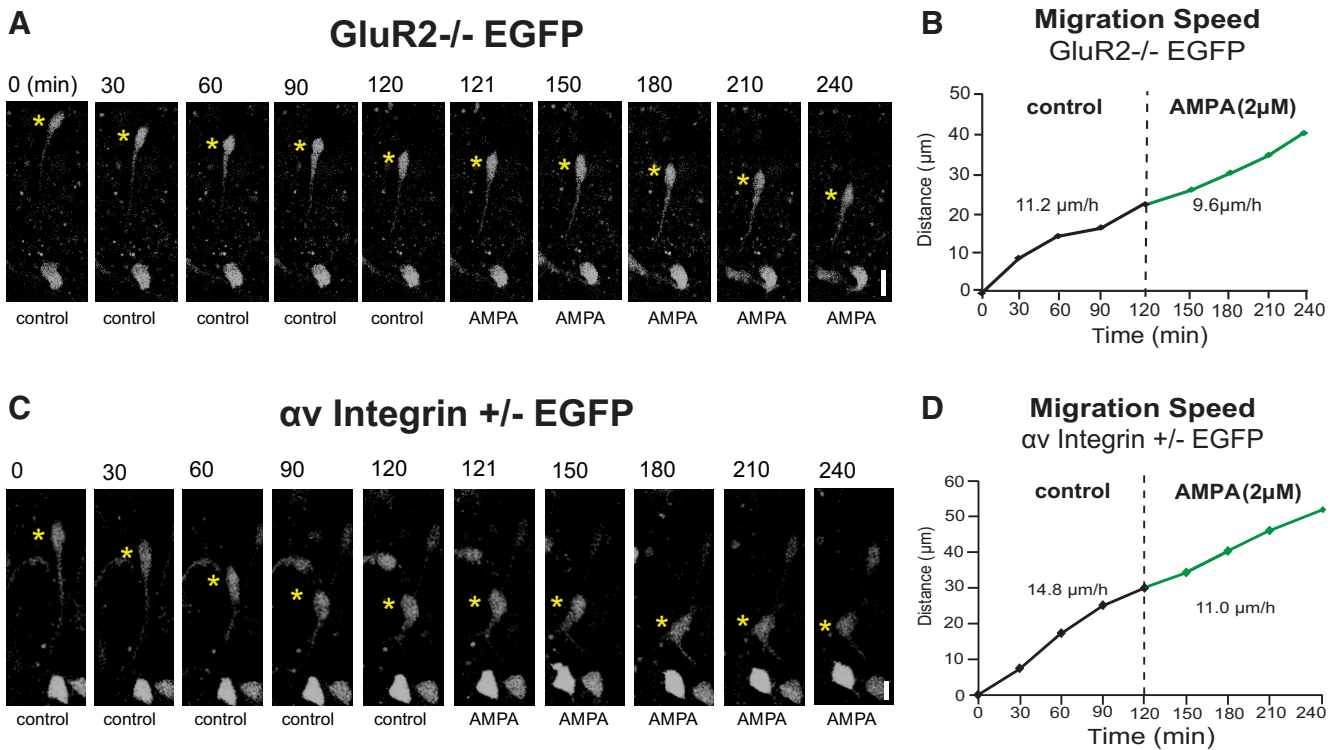 A
GluR2-/- EGFP
0 (min) 30 60 90 120 121 150 180 210 240
* * * * * * * * * *
control control control control control AMPA AMPA AMPA AMPA AMPA
B
Migration Speed
GluR2-/- EGFP
control AMPA(2µM)
11.2 µm/h 9.6µm/h
Distance (µm)
50
40
30
20
10
0
0 30 60 90 120 150 180 210 240
Time (min)
C
αv Integrin +/- EGFP
0 30 60 90 120 121 150 180 210 240
* * * * * * * * * *
control control control control control AMPA AMPA AMPA AMPA AMPA
D
Migration Speed
αv Integrin +/- EGFP
control AMPA(2µM)
14.8 µm/h 11.0 µm/h
Distance (µm)
60
50
40
30
20
10
0
0 30 60 90 120 150 180 210 240
Time (min)